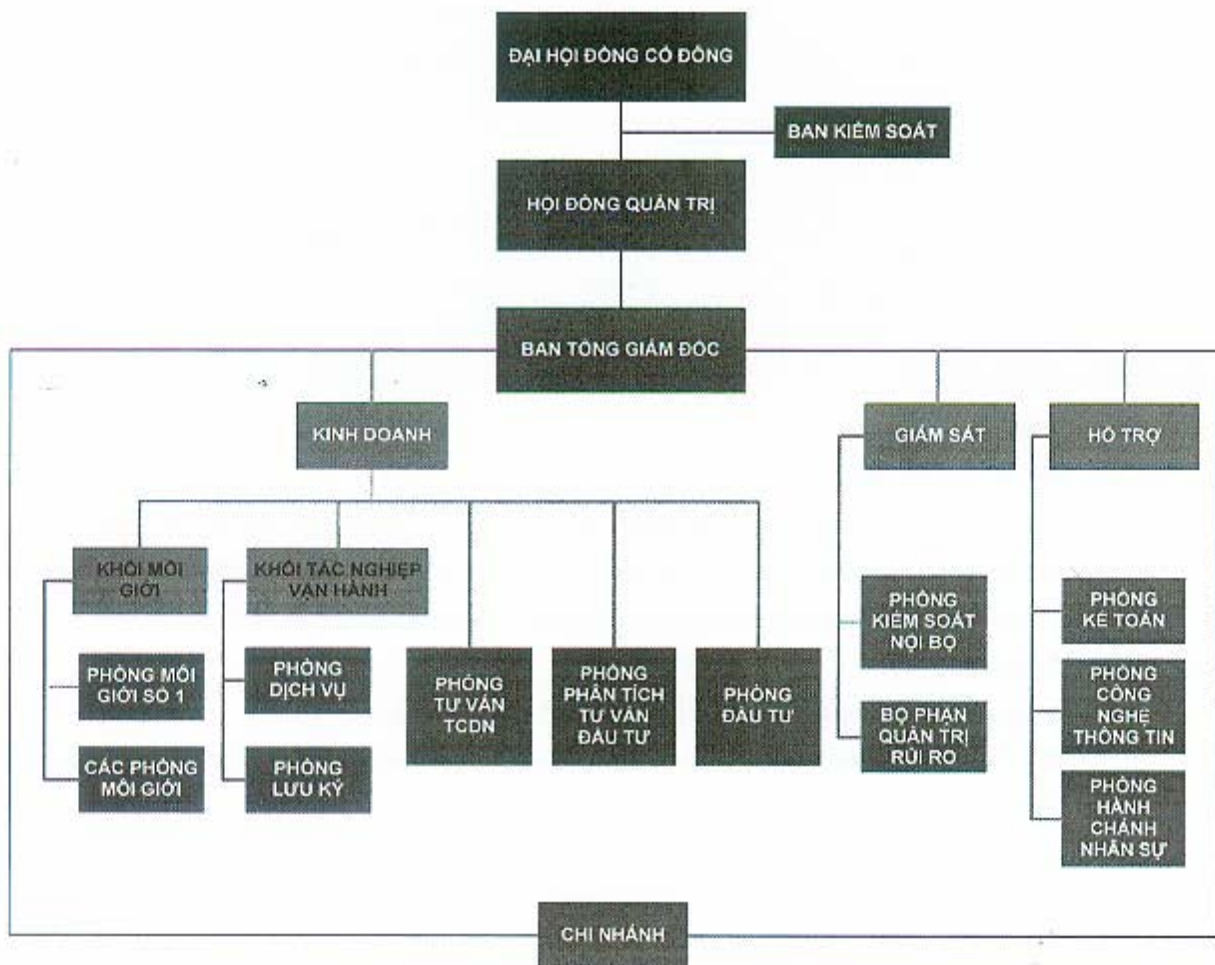 ĐẠI HỘI ĐỒNG CỔ ĐÔNG
BAN KIỂM SOÁT
HỘI ĐỒNG QUẢN TRỊ
BAN TỔNG GIÁM ĐỐC
KINH DOANH
GIÁM SÁT
HỖ TRỢ
KHỐI MÔI
GIỚI
KHỐI TÁC NGHIỆP
VẬN HÀNH
PHÒNG MÔI
GIỚI SỐ 1
CÁC PHÒNG
MÔI GIỚI
PHÒNG
DỊCH VỤ
PHÒNG
LƯU KÝ
PHÒNG
TƯ VẤN
TCDN
PHÒNG
PHÂN TÍCH
TƯ VẤN
ĐẦU TƯ
PHÒNG
ĐẦU TƯ
PHÒNG
KIỂM SOÁT
NỘI BỘ
BỘ PHẬN
QUẢN TRỊ
RỦI RO
PHÒNG
KẾ TOÁN
PHÒNG
CÔNG
NGHỆ
THÔNG TIN
PHÒNG
HÀNH
CHÁNH
NHÂN SỰ
CHI NHÁNH